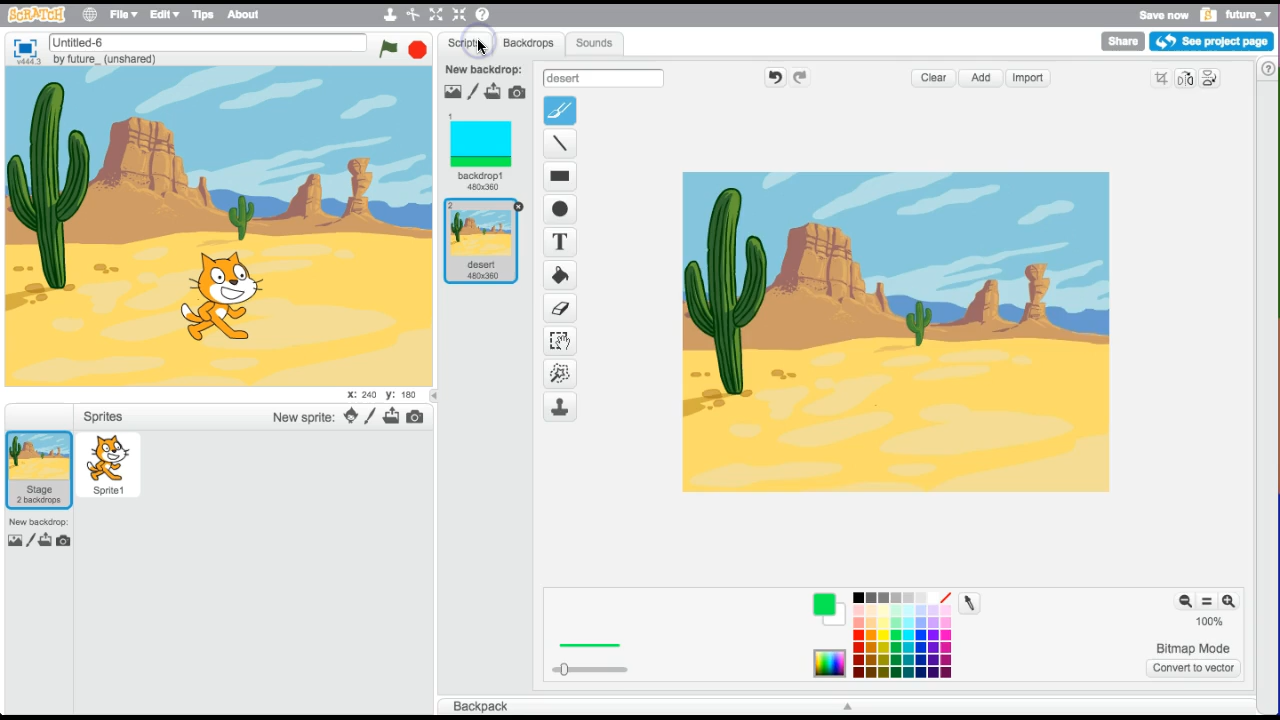 SCRATCH File▾ Edit▾ Tips About Save now future_▾
v444.3 Untitled-6
by future_ (unshared)
Scripts Backdrops Sounds Share See project page
New backdrop: desert Clear Add Import
1
backdrop1
480x360
2
desert
480x360
T
X: 240 y: 180
Sprites New sprite:
Stage
2 backdrops
Sprite1
New backdrop:
100%
Bitmap Mode
Convert to vector
Backpack